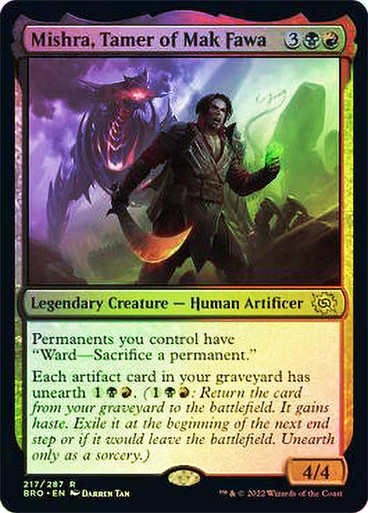 Mishra, Tamer of Mak Fawa 3
Legendary Creature — Human Artificer
Permanents you control have
“Ward—Sacrifice a permanent.”
Each artifact card in your graveyard has
unearth 1. (1: Return the card
from your graveyard to the battlefield. It
gains haste. Exile it at the beginning of the next end
step or if it would leave the battlefield. Unearth
only as a sorcery.)
4/4
217/287 R
BRO • EN Darren Tan
™ & © 2022 Wizards of the Coast